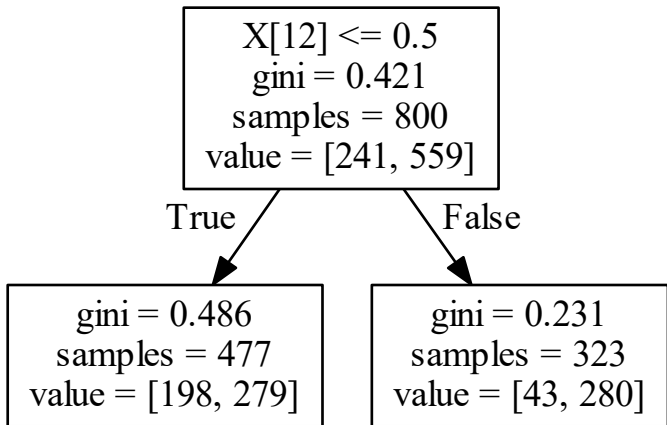 X[12] <= 0.5
gini = 0.421
samples = 800
value = [241, 559]
True
False
gini = 0.486
samples = 477
value = [198, 279]
gini = 0.231
samples = 323
value = [43, 280]